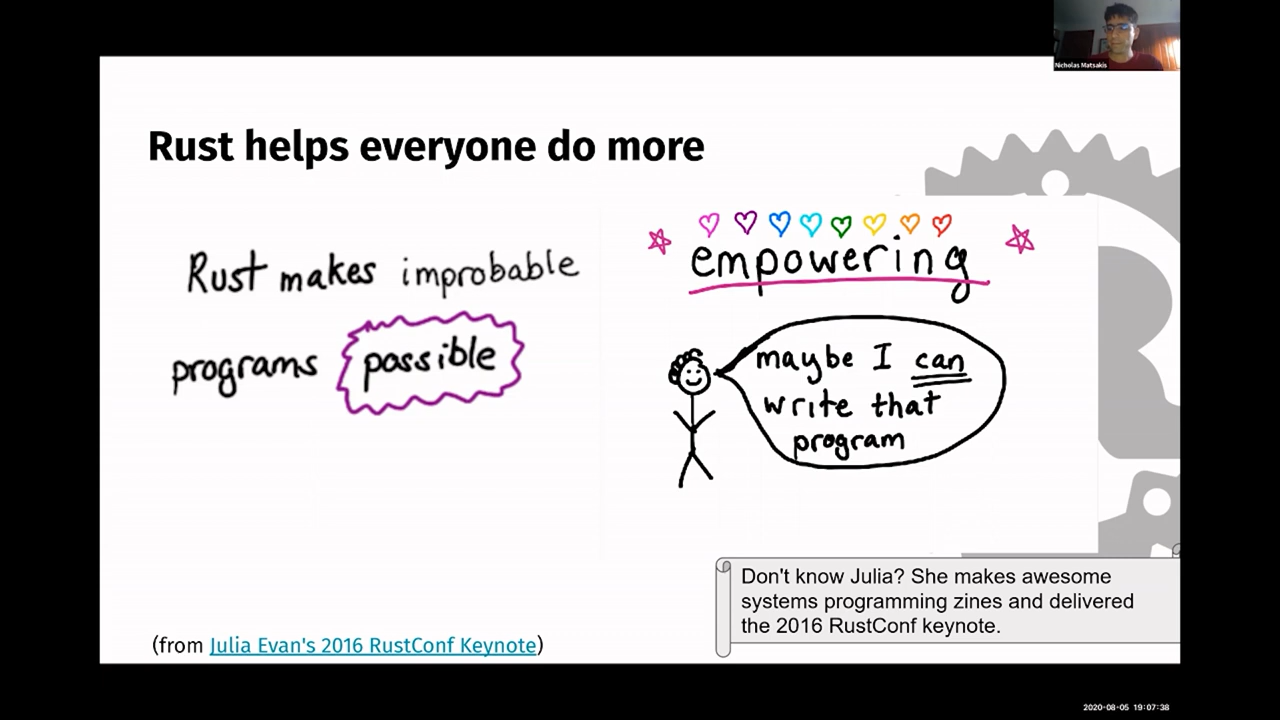 Nicholas Matsakis
Rust helps everyone do more
Rust makes improbable
programs possible
empowering
maybe I can
write that
program
Don't know Julia? She makes awesome
systems programming zines and delivered
the 2016 RustConf keynote.
(from Julia Evan's 2016 RustConf Keynote)
2020-08-05 19:07:38